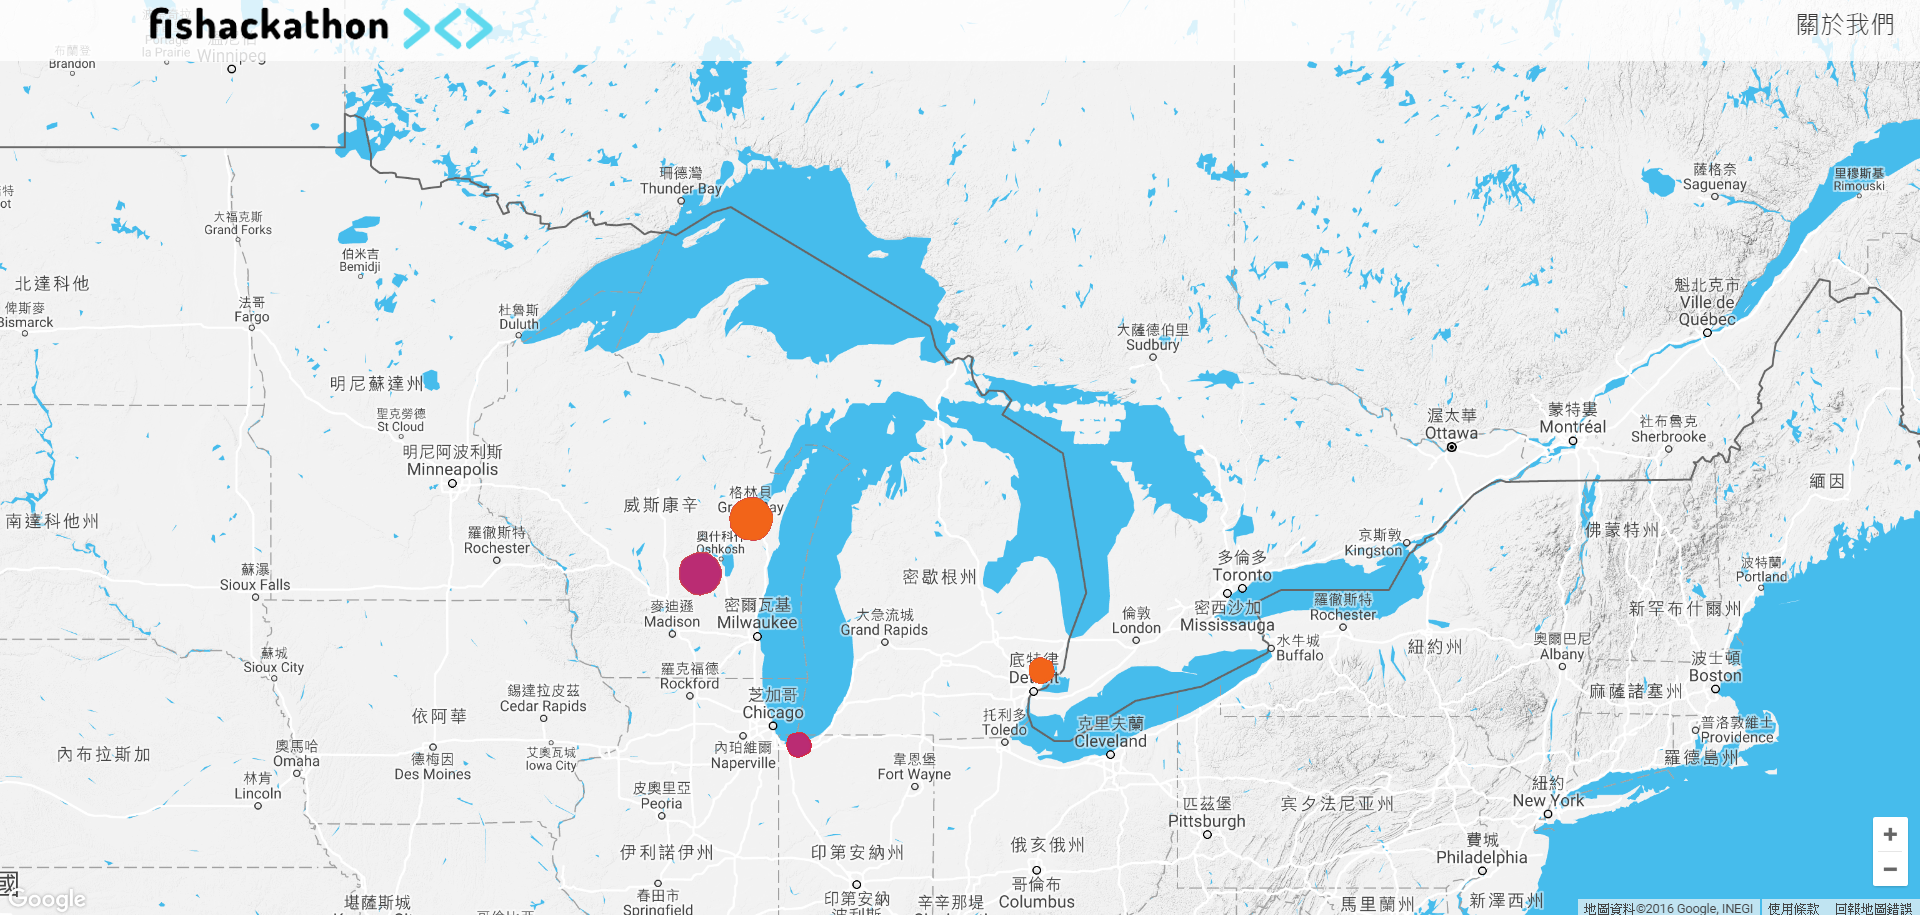 fishackathon
關於我們
布蘭登
Brandon
Portage
la Prairie
Winnipeg
珊德灣
Thunder Bay
薩格奈
Saguenay
里穆斯基
Rimouski
大福克斯
Grand Forks
伯米吉
Bemidji
北達科他
俾斯麥
Bismarck
法哥
Fargo
杜魯斯
Duluth
魁北克市
Ville de
Québec
大薩德伯里
Sudbury
明尼蘇達州
聖克勞德
St Cloud
渥太華
Ottawa
蒙特婁
Montréal
社布魯克
Sherbrooke
明尼阿波利斯
Minneapolis
緬因
威斯康辛
格林貝
南達科他州
羅徹斯特
Rochester
Oshkosh
佛蒙特州
京斯敦
Kingston
多倫多
Toronto
波特蘭
Portland
蘇瀑
Sioux Falls
密歇根州
麥迪遜
Madison
密爾瓦基
Milwaukee
大急流城
Grand Rapids
倫敦
London
密西沙加
Mississauga
羅徹斯特
Rochester
新罕布什爾州
水牛城
Buffalo
紐約州
奧爾巴尼
Albany
蘇城
Sioux City
羅克福德
Rockford
底特律
Detroit
波士頓
Boston
錫達拉皮茲
Cedar Rapids
芝加哥
Chicago
麻薩諸塞州
依阿華
托利多
Toledo
克里夫蘭
Cleveland
普洛敦維士
Providence
內布拉斯加
奧馬哈
Omaha
德梅因
Des Moines
艾奧瓦城
Iowa City
內珀維爾
Naperville
韋恩堡
Fort Wayne
羅德島州
林肯
Lincoln
皮奧里亞
Peoria
紐約
New York
匹茲堡
Pittsburgh
宾夕法尼亚州
伊利諾伊州
印第安納州
俄亥俄州
費城
Philadelphia
國
Google
堪薩斯城
春田市
Springfield
印第安納
波利斯
辛辛那堤
哥倫布
Columbus
馬里蘭州
新澤西州
+
−
地圖資料©2016 Google, INEGI
使用條款
回報地圖錯誤